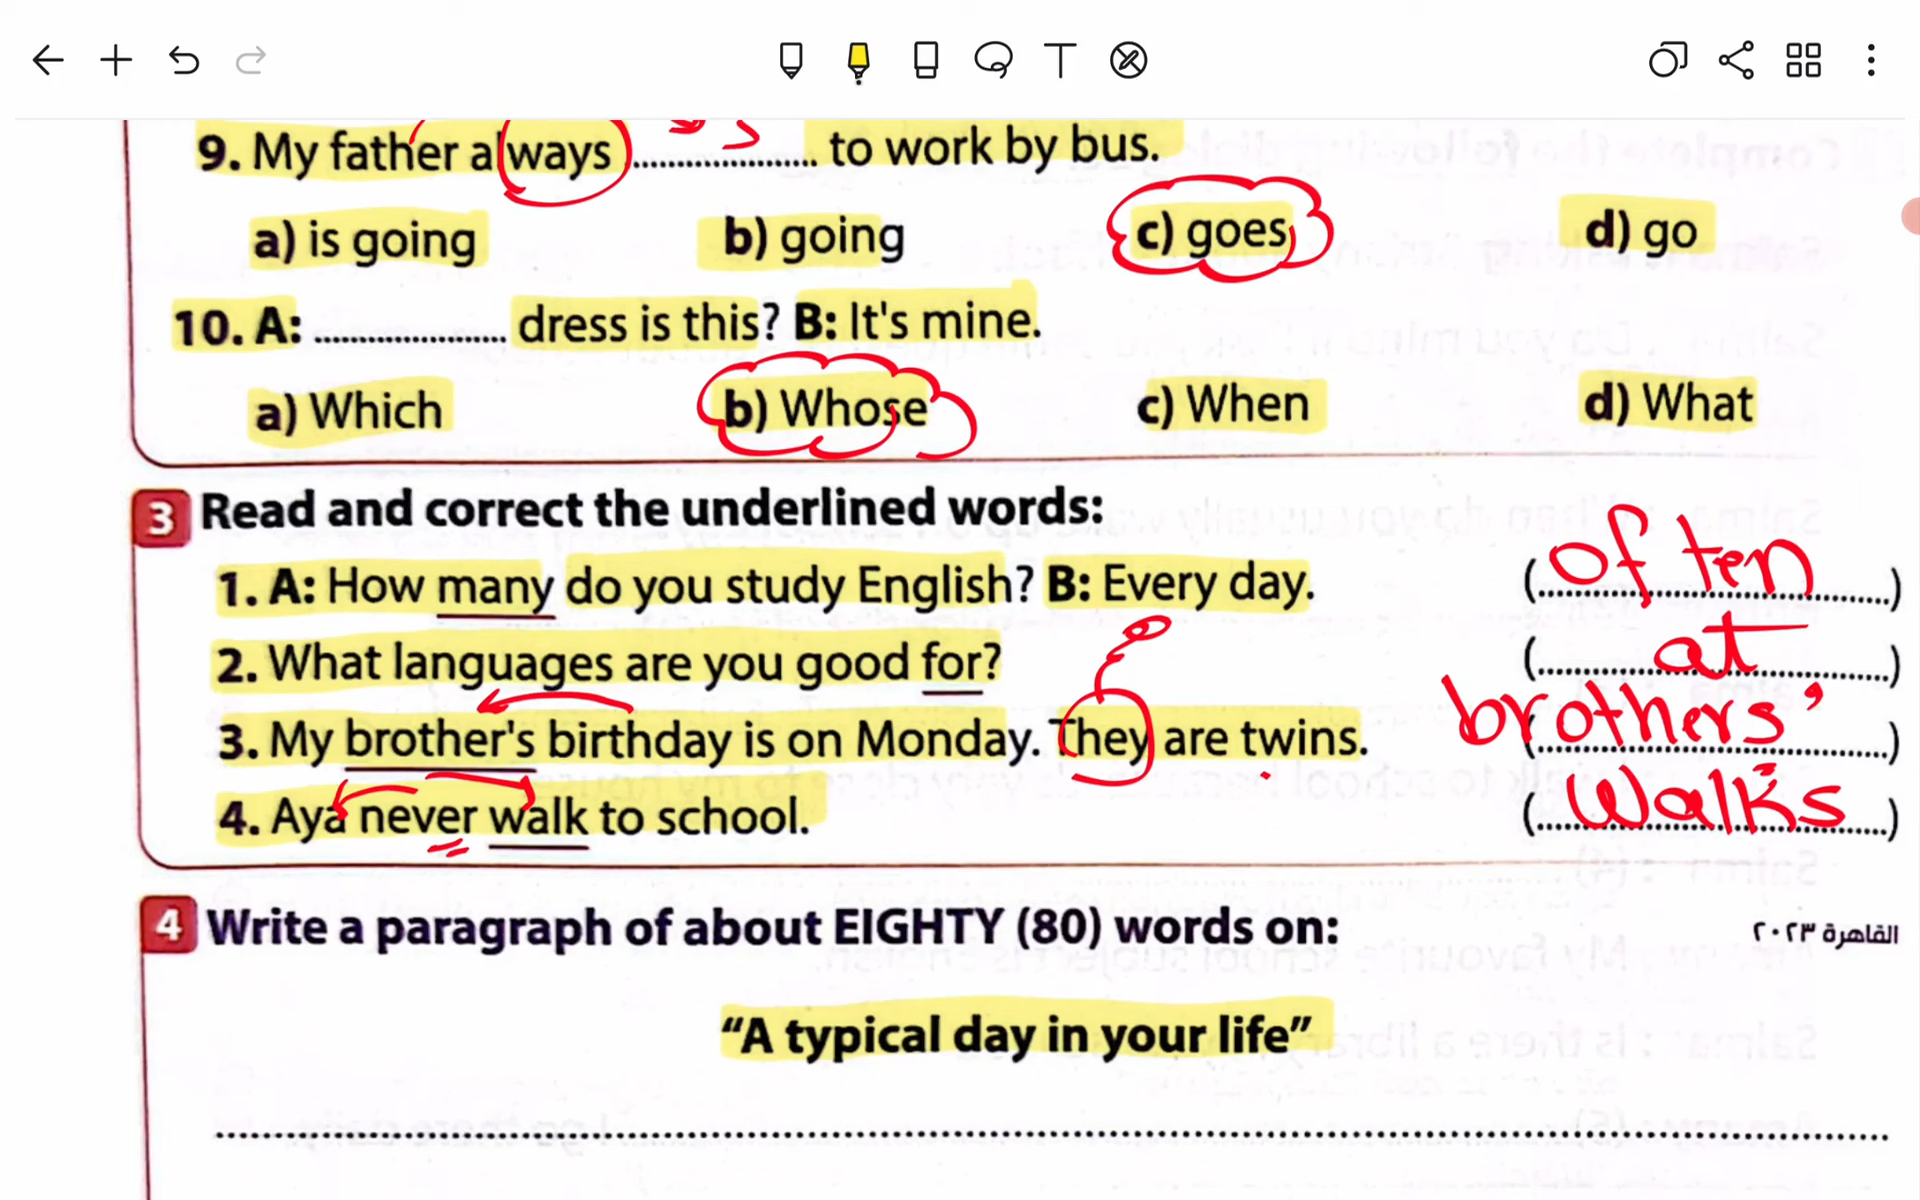 9. My father always .................. to work by bus.
a) is going b) going c) goes d) go
10. A: .................. dress is this? B: It's mine.
a) Which b) Whose c) When d) What
3 Read and correct the underlined words:
1. A: How many do you study English? B: Every day. (often)
2. What languages are you good for? (at)
3. My brother's birthday is on Monday. They are twins. (brothers')
4. Aya never walk to school. (walks)
4 Write a paragraph of about EIGHTY (80) words on: القاهرة ٢٠٢٣
"A typical day in your life"